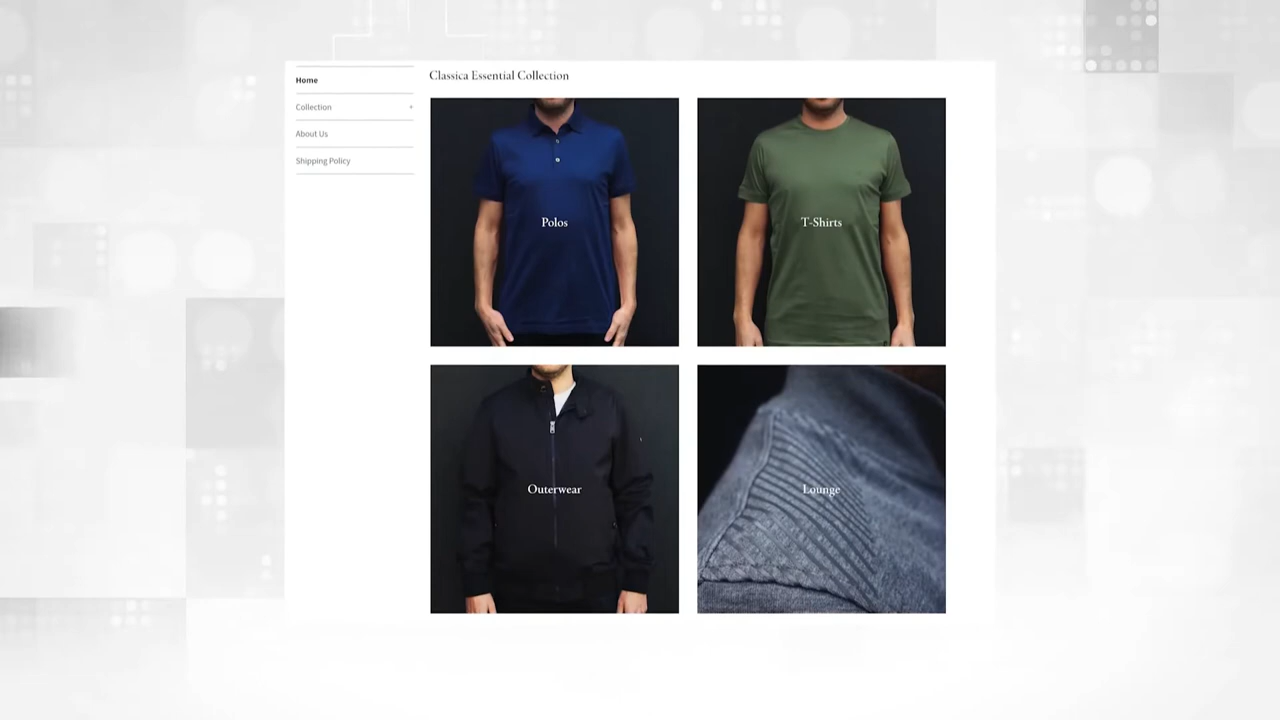 Home
Collection +
About Us
Shipping Policy
Classica Essential Collection
Polos
T-Shirts
Outerwear
Lounge